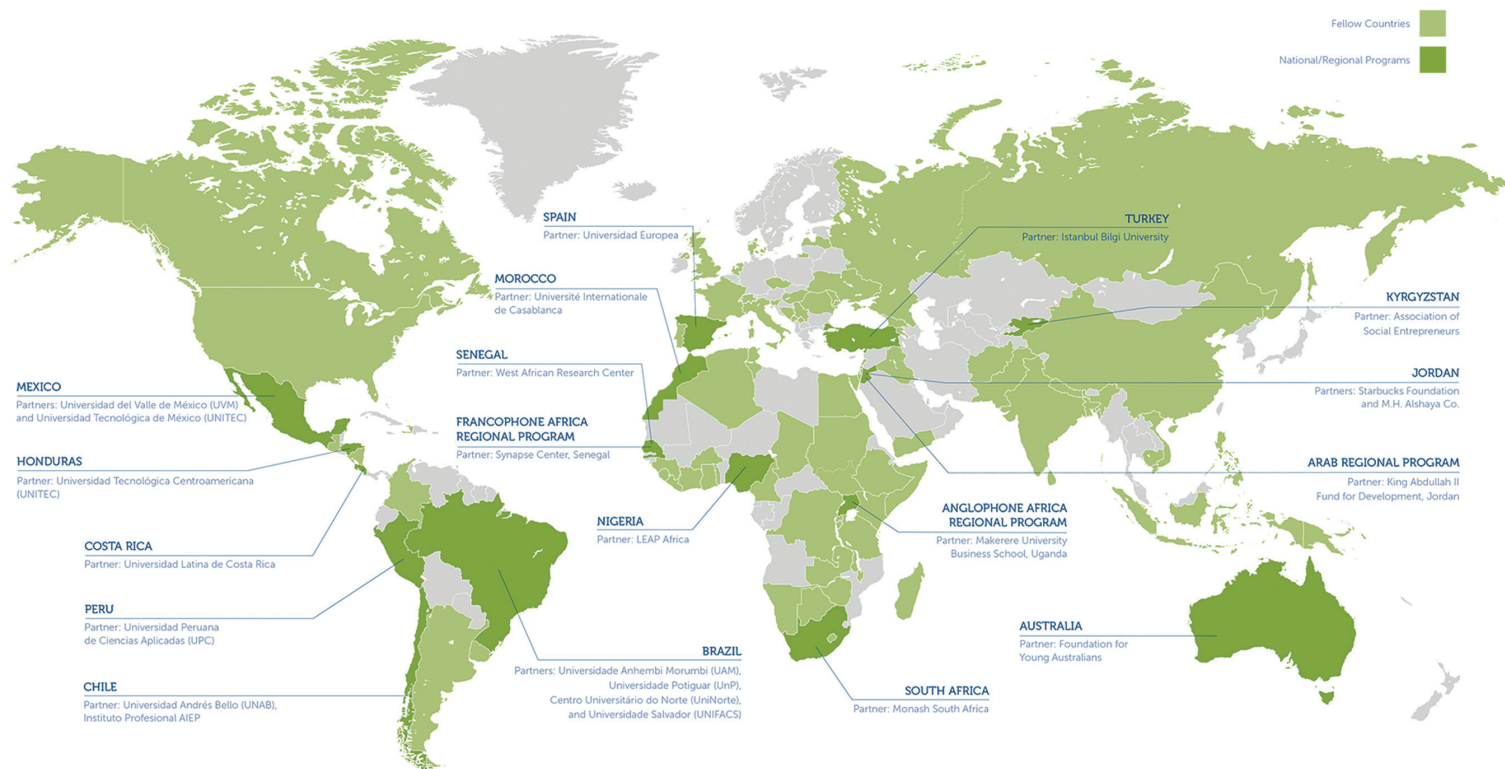 Fellow Countries
National/Regional Programs
SPAIN
Partner: Universidad Europea
TURKEY
Partner: Istanbul Bilgi University
MOROCCO
Partner: Université Internationale
de Casablanca
KYRGYZSTAN
Partner: Association of
Social Entrepreneurs
SENEGAL
Partner: West African Research Center
JORDAN
Partners: Starbucks Foundation
and M.H. Alshaya Co.
MEXICO
Partners: Universidad del Valle de México (UVM)
and Universidad Tecnológica de México (UNITEC)
FRANCOPHONE AFRICA
REGIONAL PROGRAM
Partner: Synapse Center, Senegal
HONDURAS
Partner: Universidad Tecnológica Centroamericana
(UNITEC)
ARAB REGIONAL PROGRAM
Partner: King Abdullah II
Fund for Development, Jordan
NIGERIA
Partner: LEAP Africa
ANGLOPHONE AFRICA
REGIONAL PROGRAM
Partner: Makerere University
Business School, Uganda
COSTA RICA
Partner: Universidad Latina de Costa Rica
PERU
Partner: Universidad Peruana
de Ciencias Aplicadas (UPC)
AUSTRALIA
Partner: Foundation for
Young Australians
BRAZIL
Partners: Universidade Anhembi Morumbi (UAM),
Universidade Potiguar (UnP),
Centro Universitário do Norte (UniNorte),
and Universidade Salvador (UNIFACS)
CHILE
Partner: Universidad Andrés Bello (UNAB),
Instituto Profesional AIEP
SOUTH AFRICA
Partner: Monash South Africa